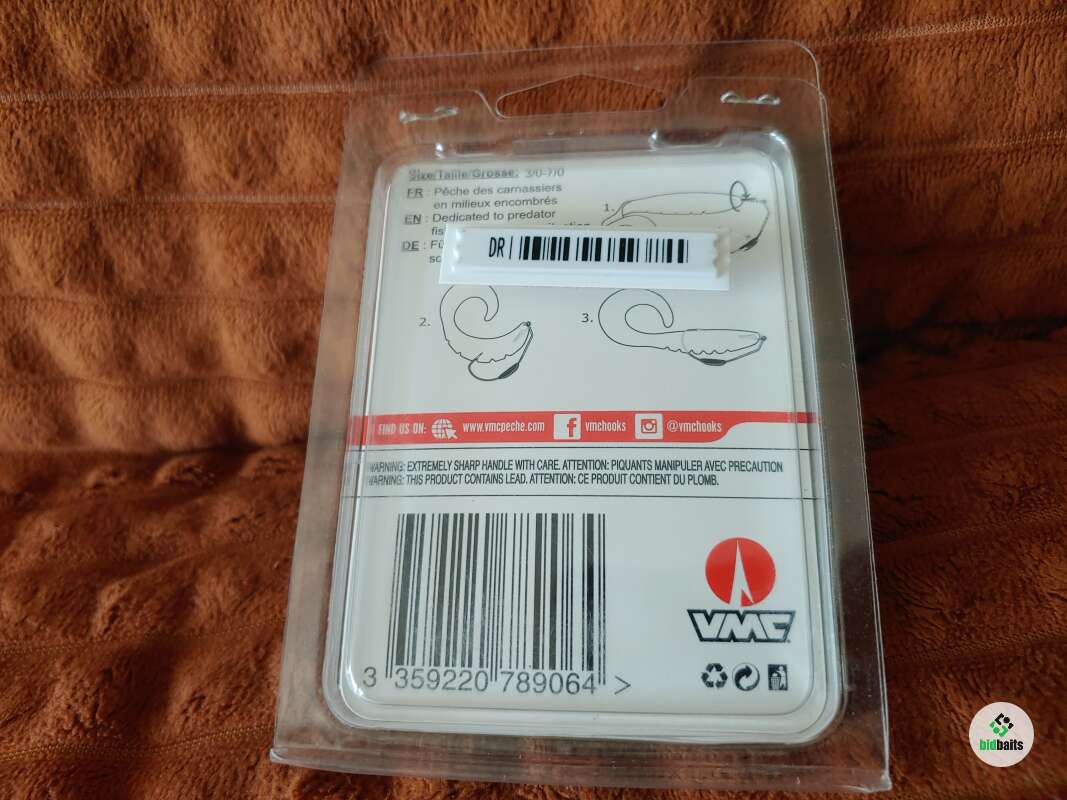 Size/Taille/Grosse: 3/0-7/0
FR : Pêche des carnassiers
en milieux encombrés
EN : Dedicated to predator
DE :
1.
DR
2.
3.
FIND US ON: www.vmcpeche.com vmchooks @vmchooks
WARNING: EXTREMELY SHARP HANDLE WITH CARE. ATTENTION: PIQUANTS MANIPULER AVEC PRECAUTION
WARNING: THIS PRODUCT CONTAINS LEAD. ATTENTION: CE PRODUIT CONTIENT DU PLOMB.
VMC
3 359220 789064 >
bidbaits